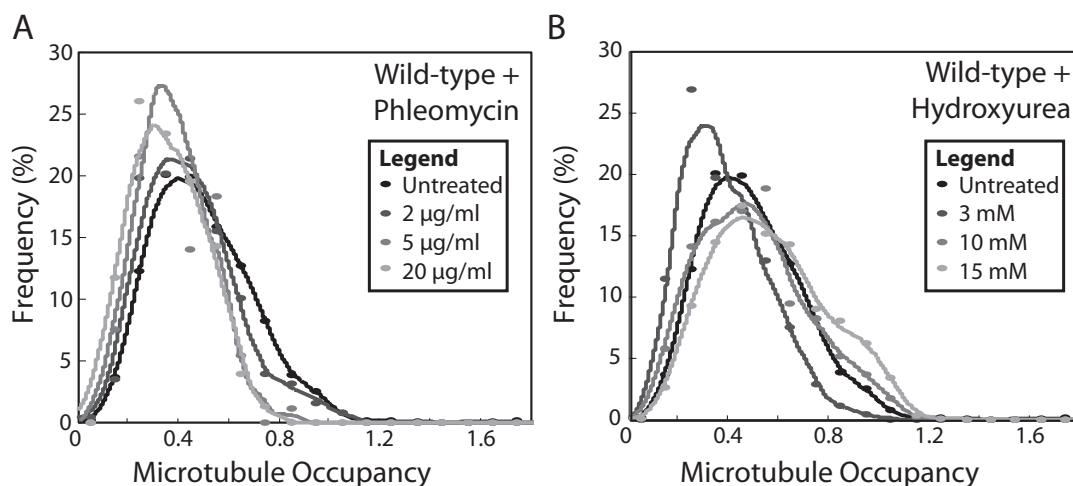 A
Wild-type +
Phleomycin
Legend
Untreated
2 µg/ml
5 µg/ml
20 µg/ml
Frequency (%)
30
25
20
15
10
5
0
0 0.4 0.8 1.2 1.6
Microtubule Occupancy
B
Wild-type +
Hydroxyurea
Legend
Untreated
3 mM
10 mM
15 mM
Frequency (%)
30
25
20
15
10
5
0
0 0.4 0.8 1.2 1.6
Microtubule Occupancy